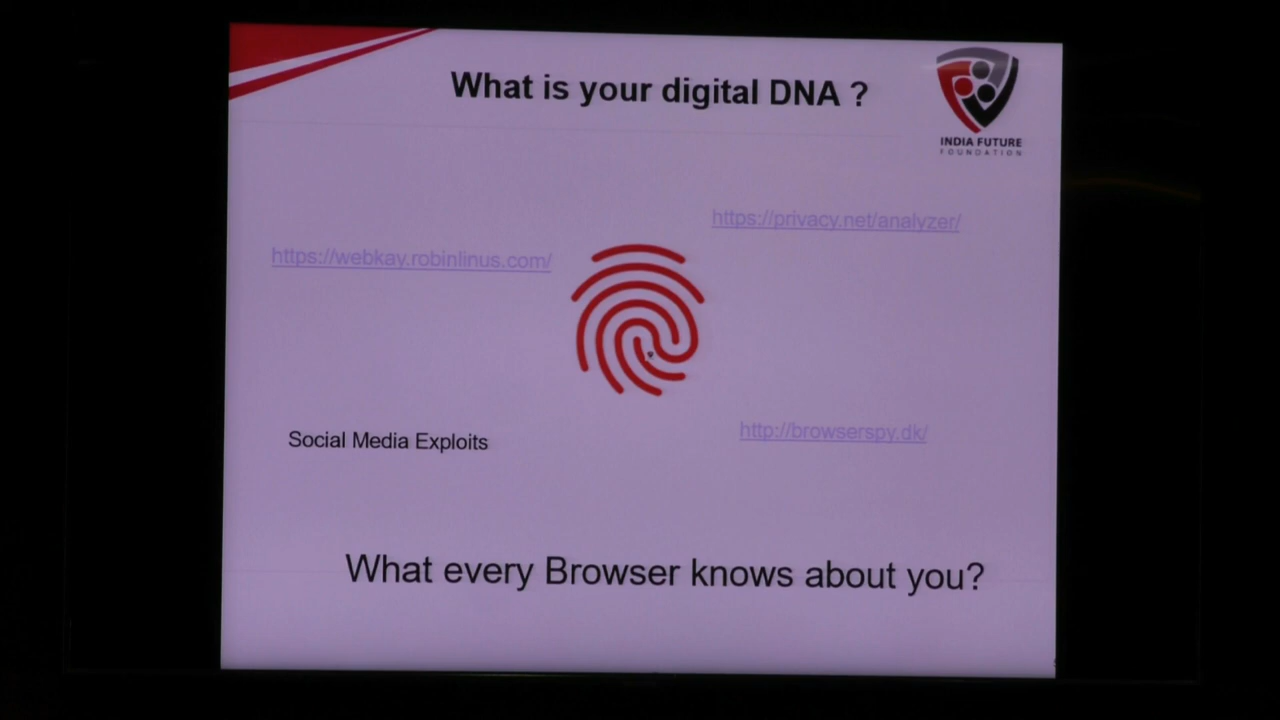 What is your digital DNA ?
INDIA FUTURE
FOUNDATION
https://privacy.net/analyzer/
https://webkay.robinlinus.com/
Social Media Exploits
http://browserspy.dk/
What every Browser knows about you?